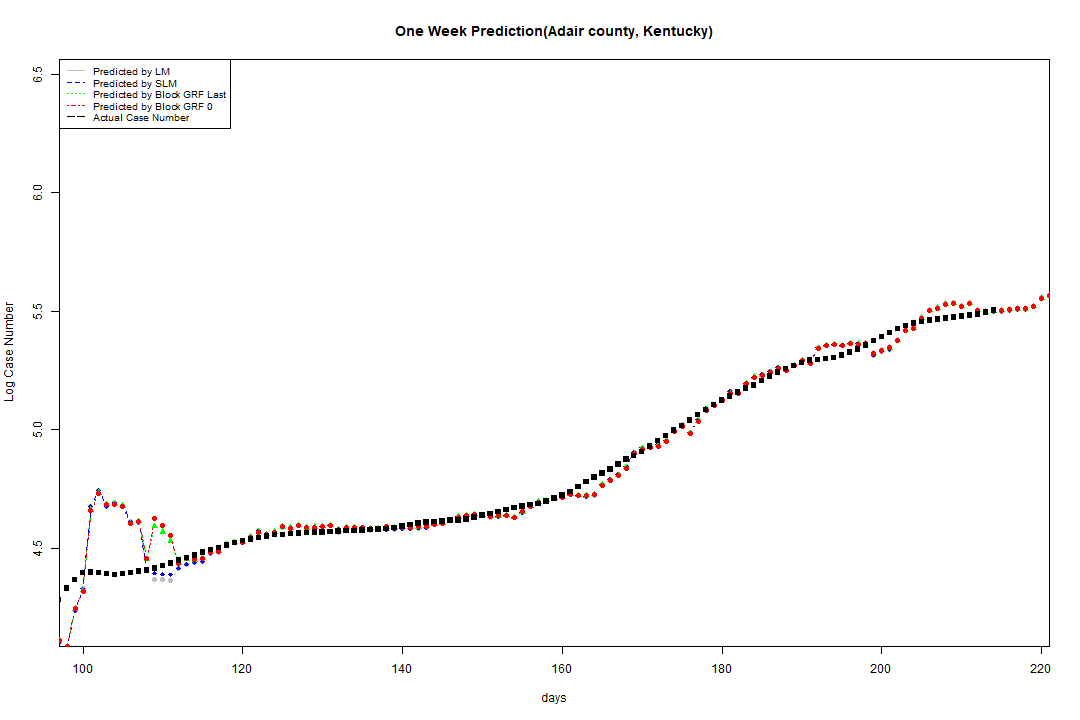 One Week Prediction(Adair county, Kentucky)
6.5
6.0
5.5
5.0
4.5
Log Case Number
Predicted by LM
Predicted by SLM
Predicted by Block GRF Last
Predicted by Block GRF 0
Actual Case Number
100 120 140 160 180 200 220
days